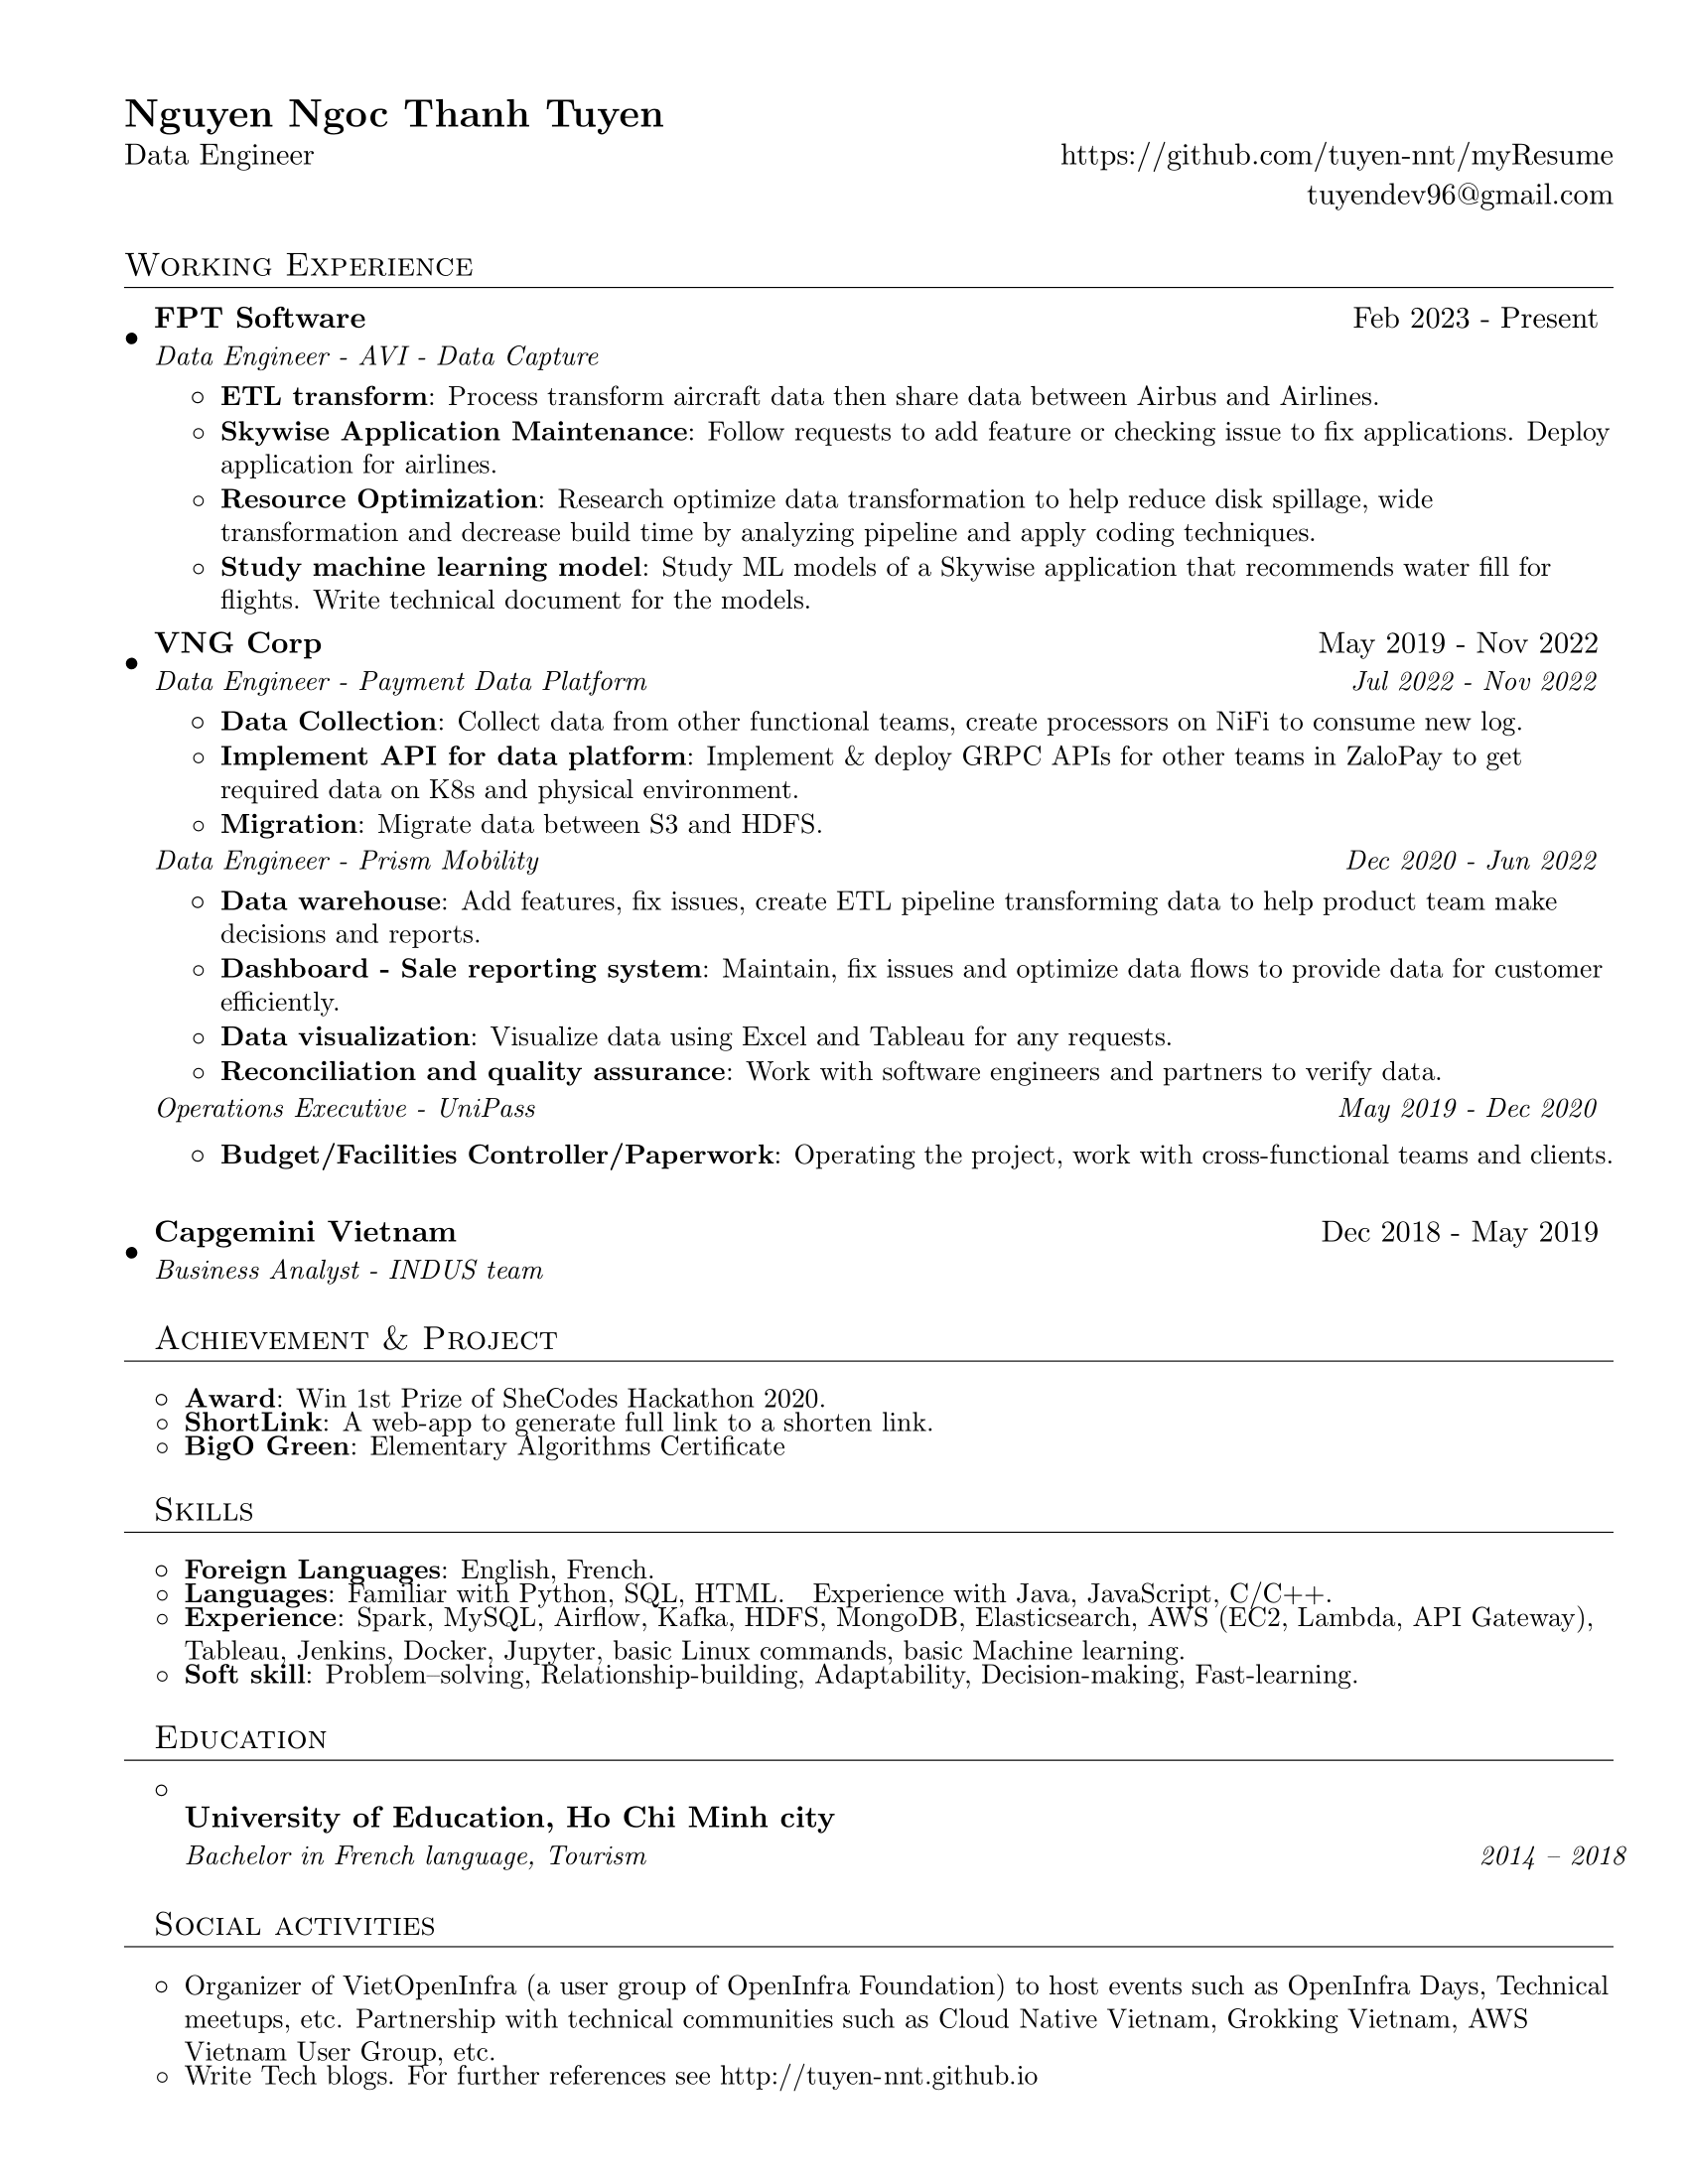 Nguyen Ngoc Thanh Tuyen
Data Engineer https://github.com/tuyen-nnt/myResume
tuyendev96@gmail.com
Working Experience
• FPT Software Feb 2023 - Present
Data Engineer - AVI - Data Capture
◦ ETL transform: Process transform aircraft data then share data between Airbus and Airlines.
◦ Skywise Application Maintenance: Follow requests to add feature or checking issue to fix applications. Deploy
application for airlines.
◦ Resource Optimization: Research optimize data transformation to help reduce disk spillage, wide
transformation and decrease build time by analyzing pipeline and apply coding techniques.
◦ Study machine learning model: Study ML models of a Skywise application that recommends water fill for
flights. Write technical document for the models.
• VNG Corp May 2019 - Nov 2022
Data Engineer - Payment Data Platform Jul 2022 - Nov 2022
◦ Data Collection: Collect data from other functional teams, create processors on NiFi to consume new log.
◦ Implement API for data platform: Implement & deploy GRPC APIs for other teams in ZaloPay to get
required data on K8s and physical environment.
◦ Migration: Migrate data between S3 and HDFS.
Data Engineer - Prism Mobility Dec 2020 - Jun 2022
◦ Data warehouse: Add features, fix issues, create ETL pipeline transforming data to help product team make
decisions and reports.
◦ Dashboard - Sale reporting system: Maintain, fix issues and optimize data flows to provide data for customer
efficiently.
◦ Data visualization: Visualize data using Excel and Tableau for any requests.
◦ Reconciliation and quality assurance: Work with software engineers and partners to verify data.
Operations Executive - UniPass May 2019 - Dec 2020
◦ Budget/Facilities Controller/Paperwork: Operating the project, work with cross-functional teams and clients.
• Capgemini Vietnam Dec 2018 - May 2019
Business Analyst - INDUS team
Achievement & Project
◦ Award: Win 1st Prize of SheCodes Hackathon 2020.
◦ ShortLink: A web-app to generate full link to a shorten link.
◦ BigO Green: Elementary Algorithms Certificate
Skills
◦ Foreign Languages: English, French.
◦ Languages: Familiar with Python, SQL, HTML. Experience with Java, JavaScript, C/C++.
◦ Experience: Spark, MySQL, Airflow, Kafka, HDFS, MongoDB, Elasticsearch, AWS (EC2, Lambda, API Gateway),
Tableau, Jenkins, Docker, Jupyter, basic Linux commands, basic Machine learning.
◦ Soft skill: Problem–solving, Relationship-building, Adaptability, Decision-making, Fast-learning.
Education
◦
University of Education, Ho Chi Minh city
Bachelor in French language, Tourism 2014 – 2018
Social activities
◦ Organizer of VietOpenInfra (a user group of OpenInfra Foundation) to host events such as OpenInfra Days, Technical
meetups, etc. Partnership with technical communities such as Cloud Native Vietnam, Grokking Vietnam, AWS
Vietnam User Group, etc.
◦ Write Tech blogs. For further references see http://tuyen-nnt.github.io